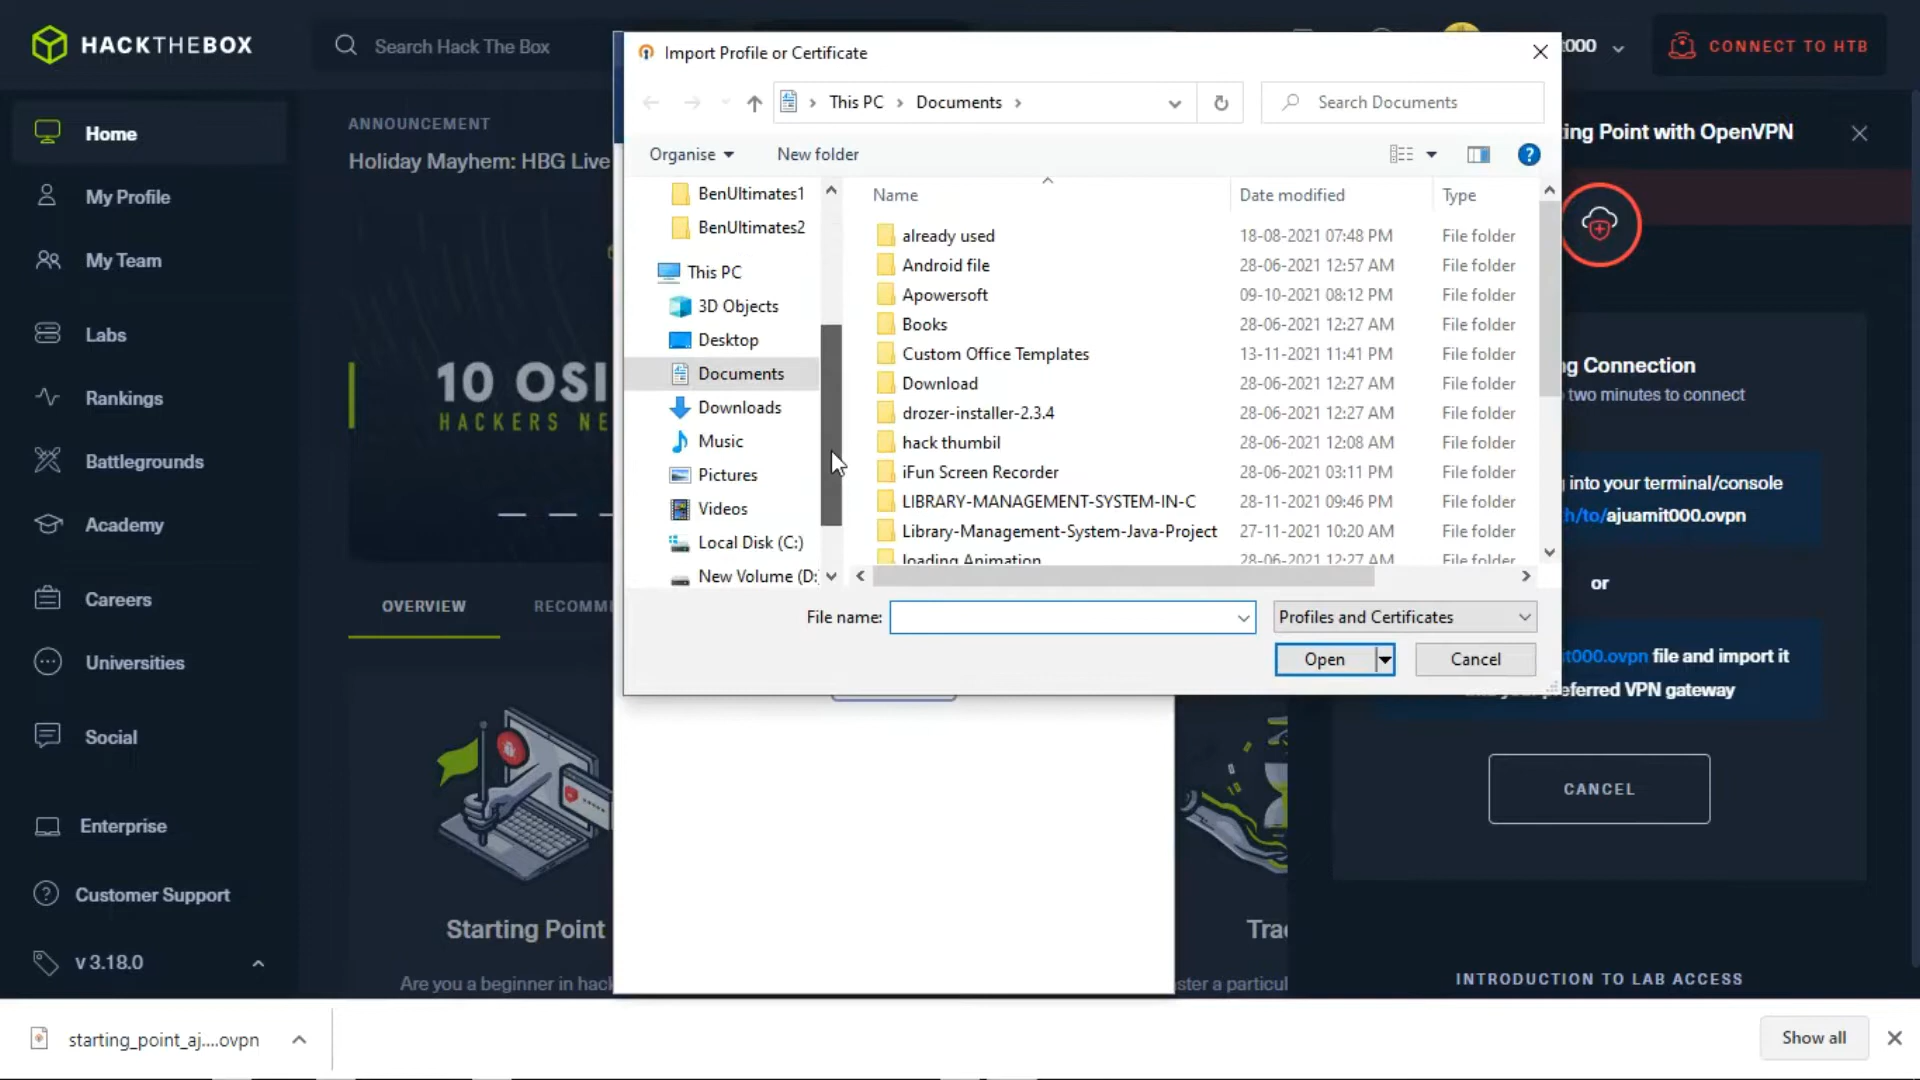 HACKTHEBOX
Search Hack The Box
Home
My Profile
My Team
Labs
Rankings
Battlegrounds
Academy
Careers
Universities
Social
Enterprise
Customer Support
v 3.18.0
ANNOUNCEMENT
Holiday Mayhem: HBG Live
10 OSI
HACKERS NE
OVERVIEW
RECOMM
Starting Point
Are you a beginner in hac
Import Profile or Certificate
This PC
Documents
Search Documents
Organise
New folder
BenUltimates1
BenUltimates2
This PC
3D Objects
Desktop
Documents
Downloads
Music
Pictures
Videos
Local Disk (C:)
New Volume (D:
Name Date modified Type
already used 18-08-2021 07:48 PM File folder
Android file 28-06-2021 12:57 AM File folder
Apowersoft 09-10-2021 08:12 PM File folder
Books 28-06-2021 12:27 AM File folder
Custom Office Templates 13-11-2021 11:41 PM File folder
Download 28-06-2021 12:27 AM File folder
drozer-installer-2.3.4 28-06-2021 12:27 AM File folder
hack thumbil 28-06-2021 12:08 AM File folder
iFun Screen Recorder 28-06-2021 03:11 PM File folder
LIBRARY-MANAGEMENT-SYSTEM-IN-C 28-11-2021 09:46 PM File folder
Library-Management-System-Java-Project 27-11-2021 10:20 AM File folder
loading Animation 28-06-2021 12:27 AM File folder
File name:
Profiles and Certificates
Open
Cancel
t000
CONNECT TO HTB
ing Point with OpenVPN
g Connection
two minutes to connect
into your terminal/console
h/to/ajuamit000.ovpn
or
t000.ovpn file and import it
eferred VPN gateway
CANCEL
Tra
ster a particul
INTRODUCTION TO LAB ACCESS
starting_point_aj....ovpn
Show all